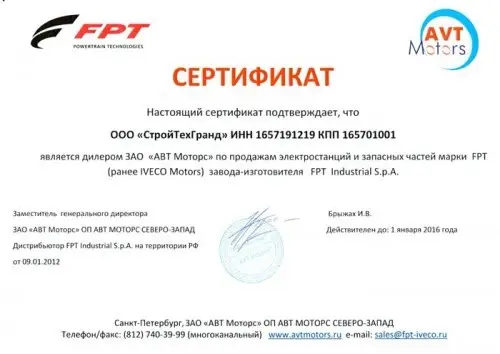 FPT
POWERTRAIN TECHNOLOGIES
AVT
Motors
СЕРТИФИКАТ
Настоящий сертификат подтверждает, что
ООО «СтройТехГранд» ИНН 1657191219 КПП 165701001
является дилером ЗАО «АВТ Моторс» по продажам электростанций и запасных частей марки FPT
(ранее IVECO Motors) завода-изготовителя FPT Industrial S.p.A.
Заместитель генерального директора
Брыжах И.В.
ЗАО «АВТ Моторс» ОП АВТ МОТОРС СЕВЕРО-ЗАПАД
Действителен до: 1 января 2016 года
Дистрибьютор FPT Industrial S.p.A. на территории РФ
от 09.01.2012
Санкт-Петербург, ЗАО «АВТ Моторс» ОП АВТ МОТОРС СЕВЕРО-ЗАПАД
Телефон/факс: (812) 740-39-99 (многоканальный) www.avtmotors.ru e-mail: sales@fpt-iveco.ru